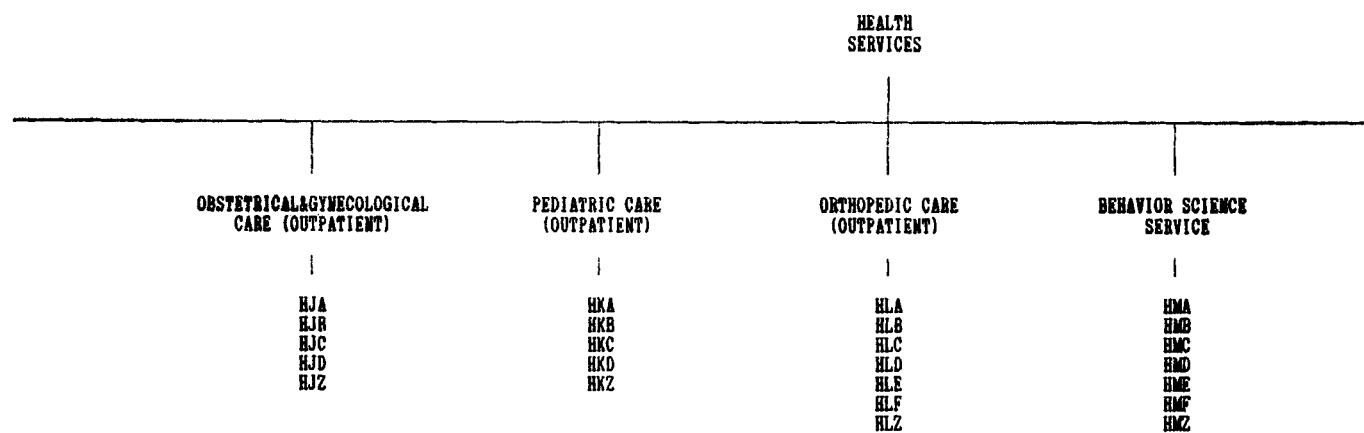 HEALTH
SERVICES
OBSTETRICAL&GYNECOLOGICAL
CARE (OUTPATIENT)
PEDIATRIC CARE
(OUTPATIENT)
ORTHOPEDIC CARE
(OUTPATIENT)
BEHAVIOR SCIENCE
SERVICE
HJA
HJB
HJC
HJD
HJZ
HKA
HKB
HKC
HKD
HKZ
HLA
HLB
HLC
HLD
HLE
HLF
HLZ
HMA
HMB
HMC
HMD
HME
HMF
HMZ